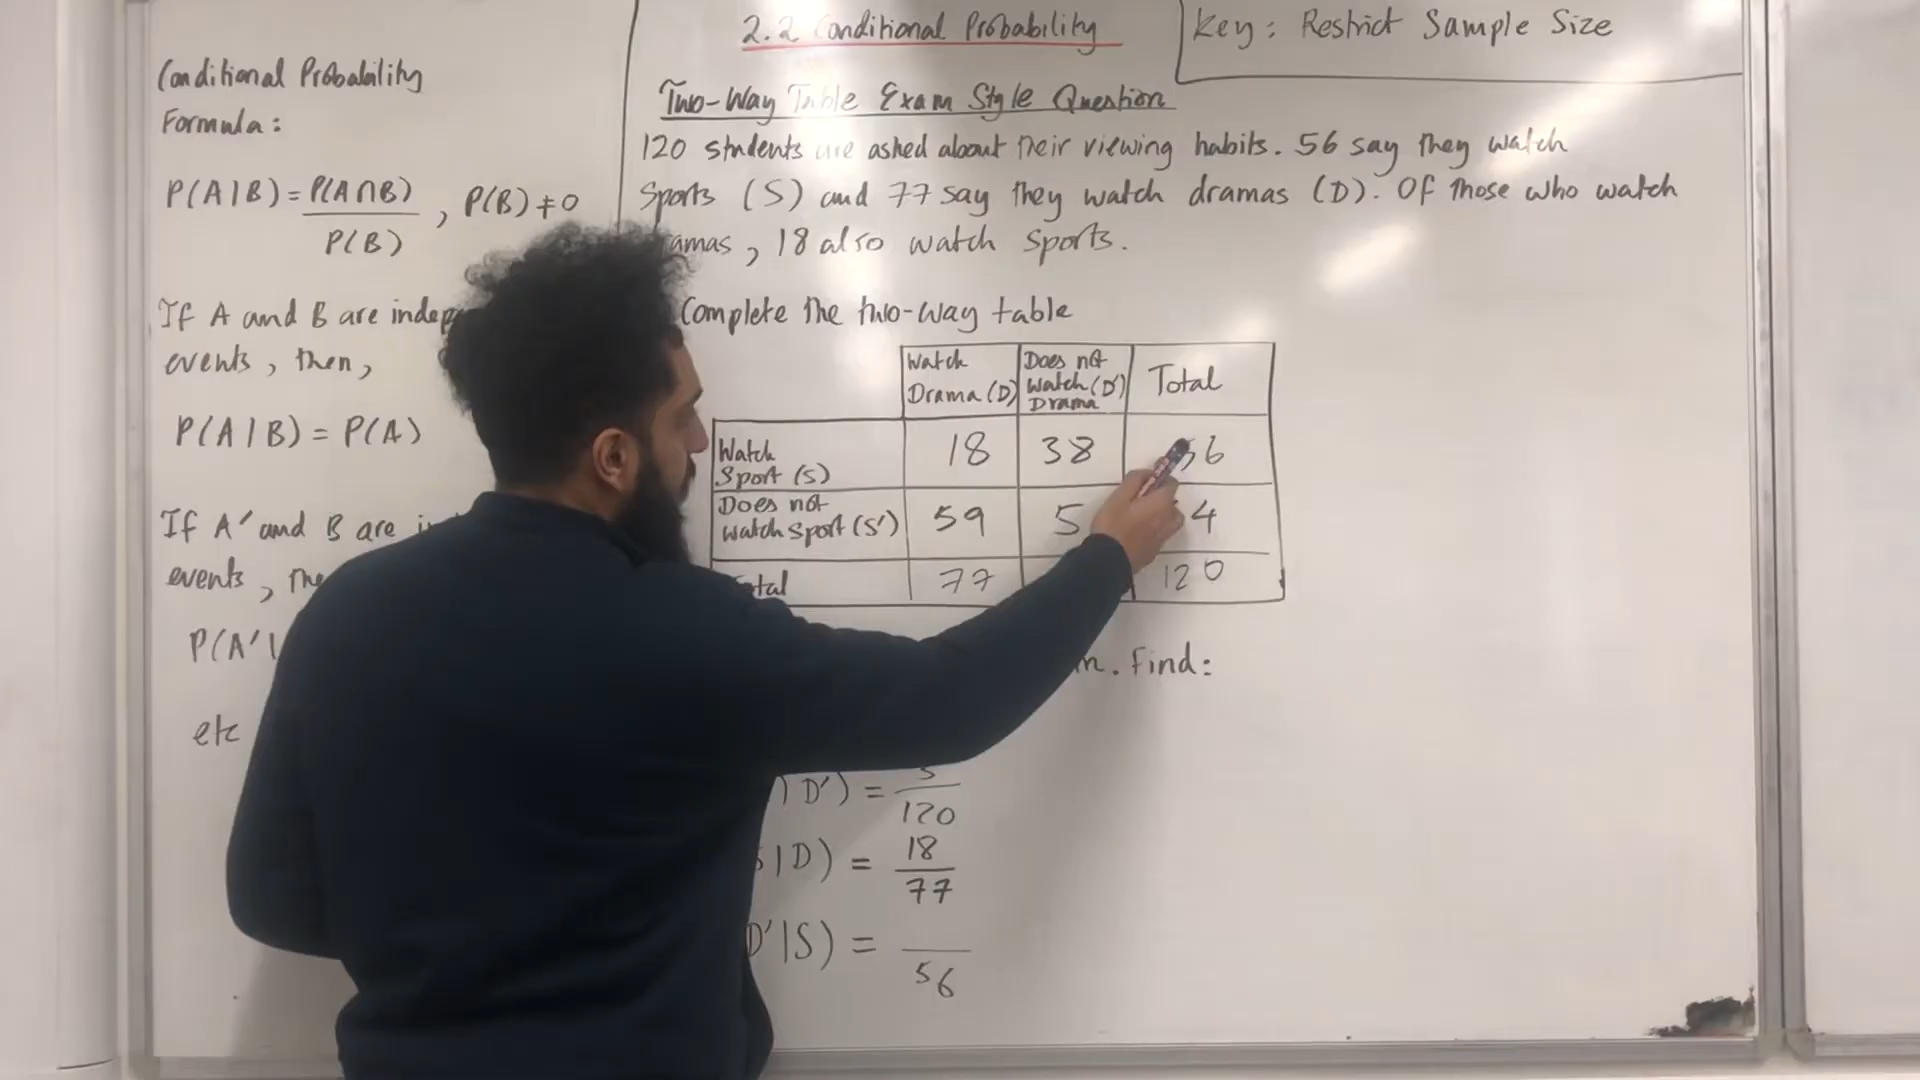 2.2 Conditional Probability
Key: Restrict Sample Size
Conditional Probability
Formula:
P(A|B) = P(A∩B) / P(B) , P(B) ≠ 0
If A and B are
events, then,
P(A|B) = P(A)
If A' and B are
events,
P(A'|
etc
Two-Way Table Exam Style Question
120 students are asked about their viewing habits. 56 say they watch
Sports (S) and 77 say they watch dramas (D). Of those who watch
, 18 also watch sports.
Complete the two-way table
Watch Drama (D) | Does not Watch (D') Drama | Total
Watch Sport (S) | 18 | 38 | 56
Does not watch sport (S') | 59 | 5 | 4
77 | 120
. Find:
| D') = 5/120
S|D) = 18/77
D'|S) = /56